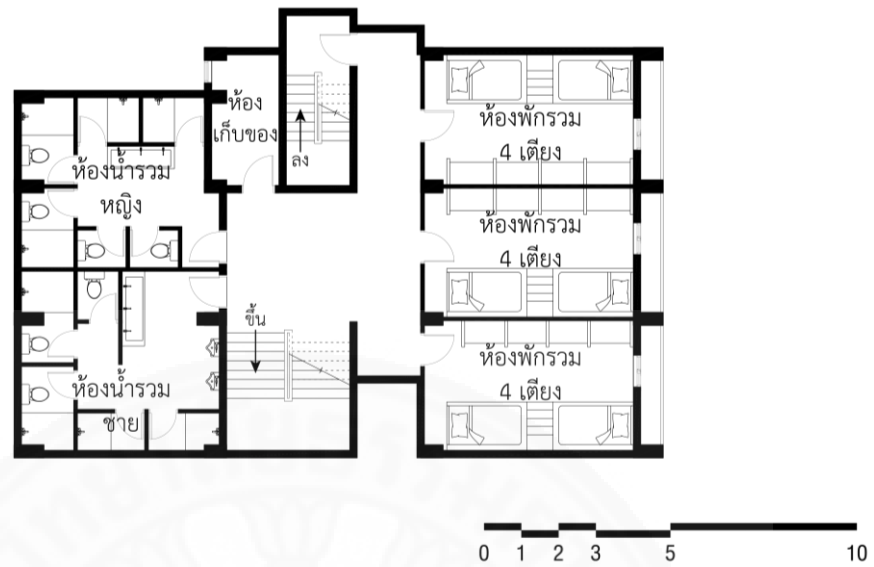 ห้อง
เก็บของ
ลง
ห้องพักรวม
4 เตียง
ห้องน้ำรวม
หญิง
ห้องพักรวม
4 เตียง
ขึ้น
ห้องพักรวม
4 เตียง
ห้องน้ำรวม
ชาย
0 1 2 3 5 10